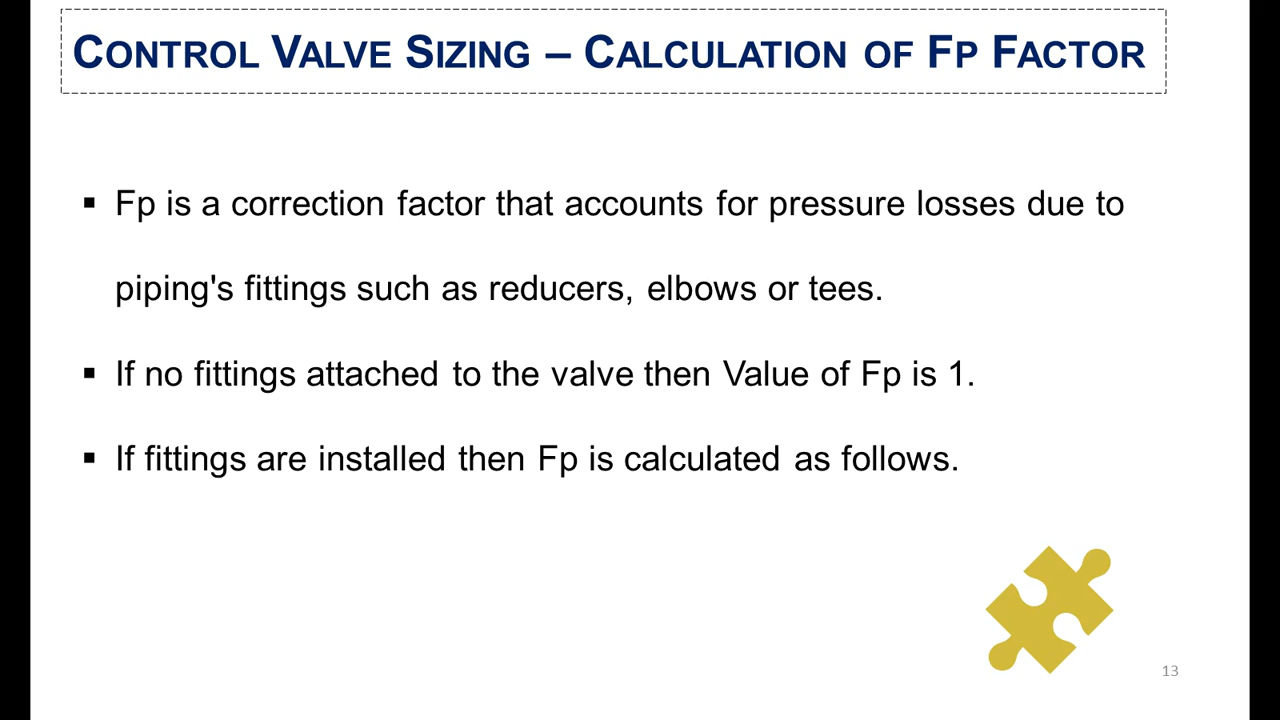 CONTROL VALVE SIZING – CALCULATION OF FP FACTOR
▪ Fp is a correction factor that accounts for pressure losses due to
piping's fittings such as reducers, elbows or tees.
▪ If no fittings attached to the valve then Value of Fp is 1.
▪ If fittings are installed then Fp is calculated as follows.
13